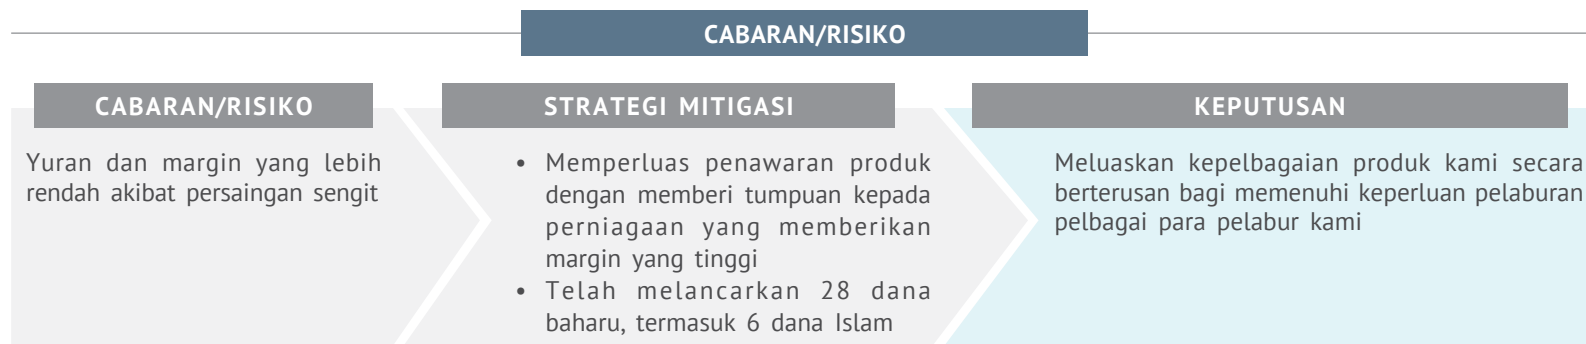 CABARAN/RISIKO
CABARAN/RISIKO
Yuran dan margin yang lebih
rendah akibat persaingan sengit
STRATEGI MITIGASI
• Memperluas penawaran produk
dengan memberi tumpuan kepada
perniagaan yang memberikan
margin yang tinggi
• Telah melancarkan 28 dana
baharu, termasuk 6 dana Islam
KEPUTUSAN
Meluaskan kepelbagaian produk kami secara
berterusan bagi memenuhi keperluan pelaburan
pelbagai para pelabur kami